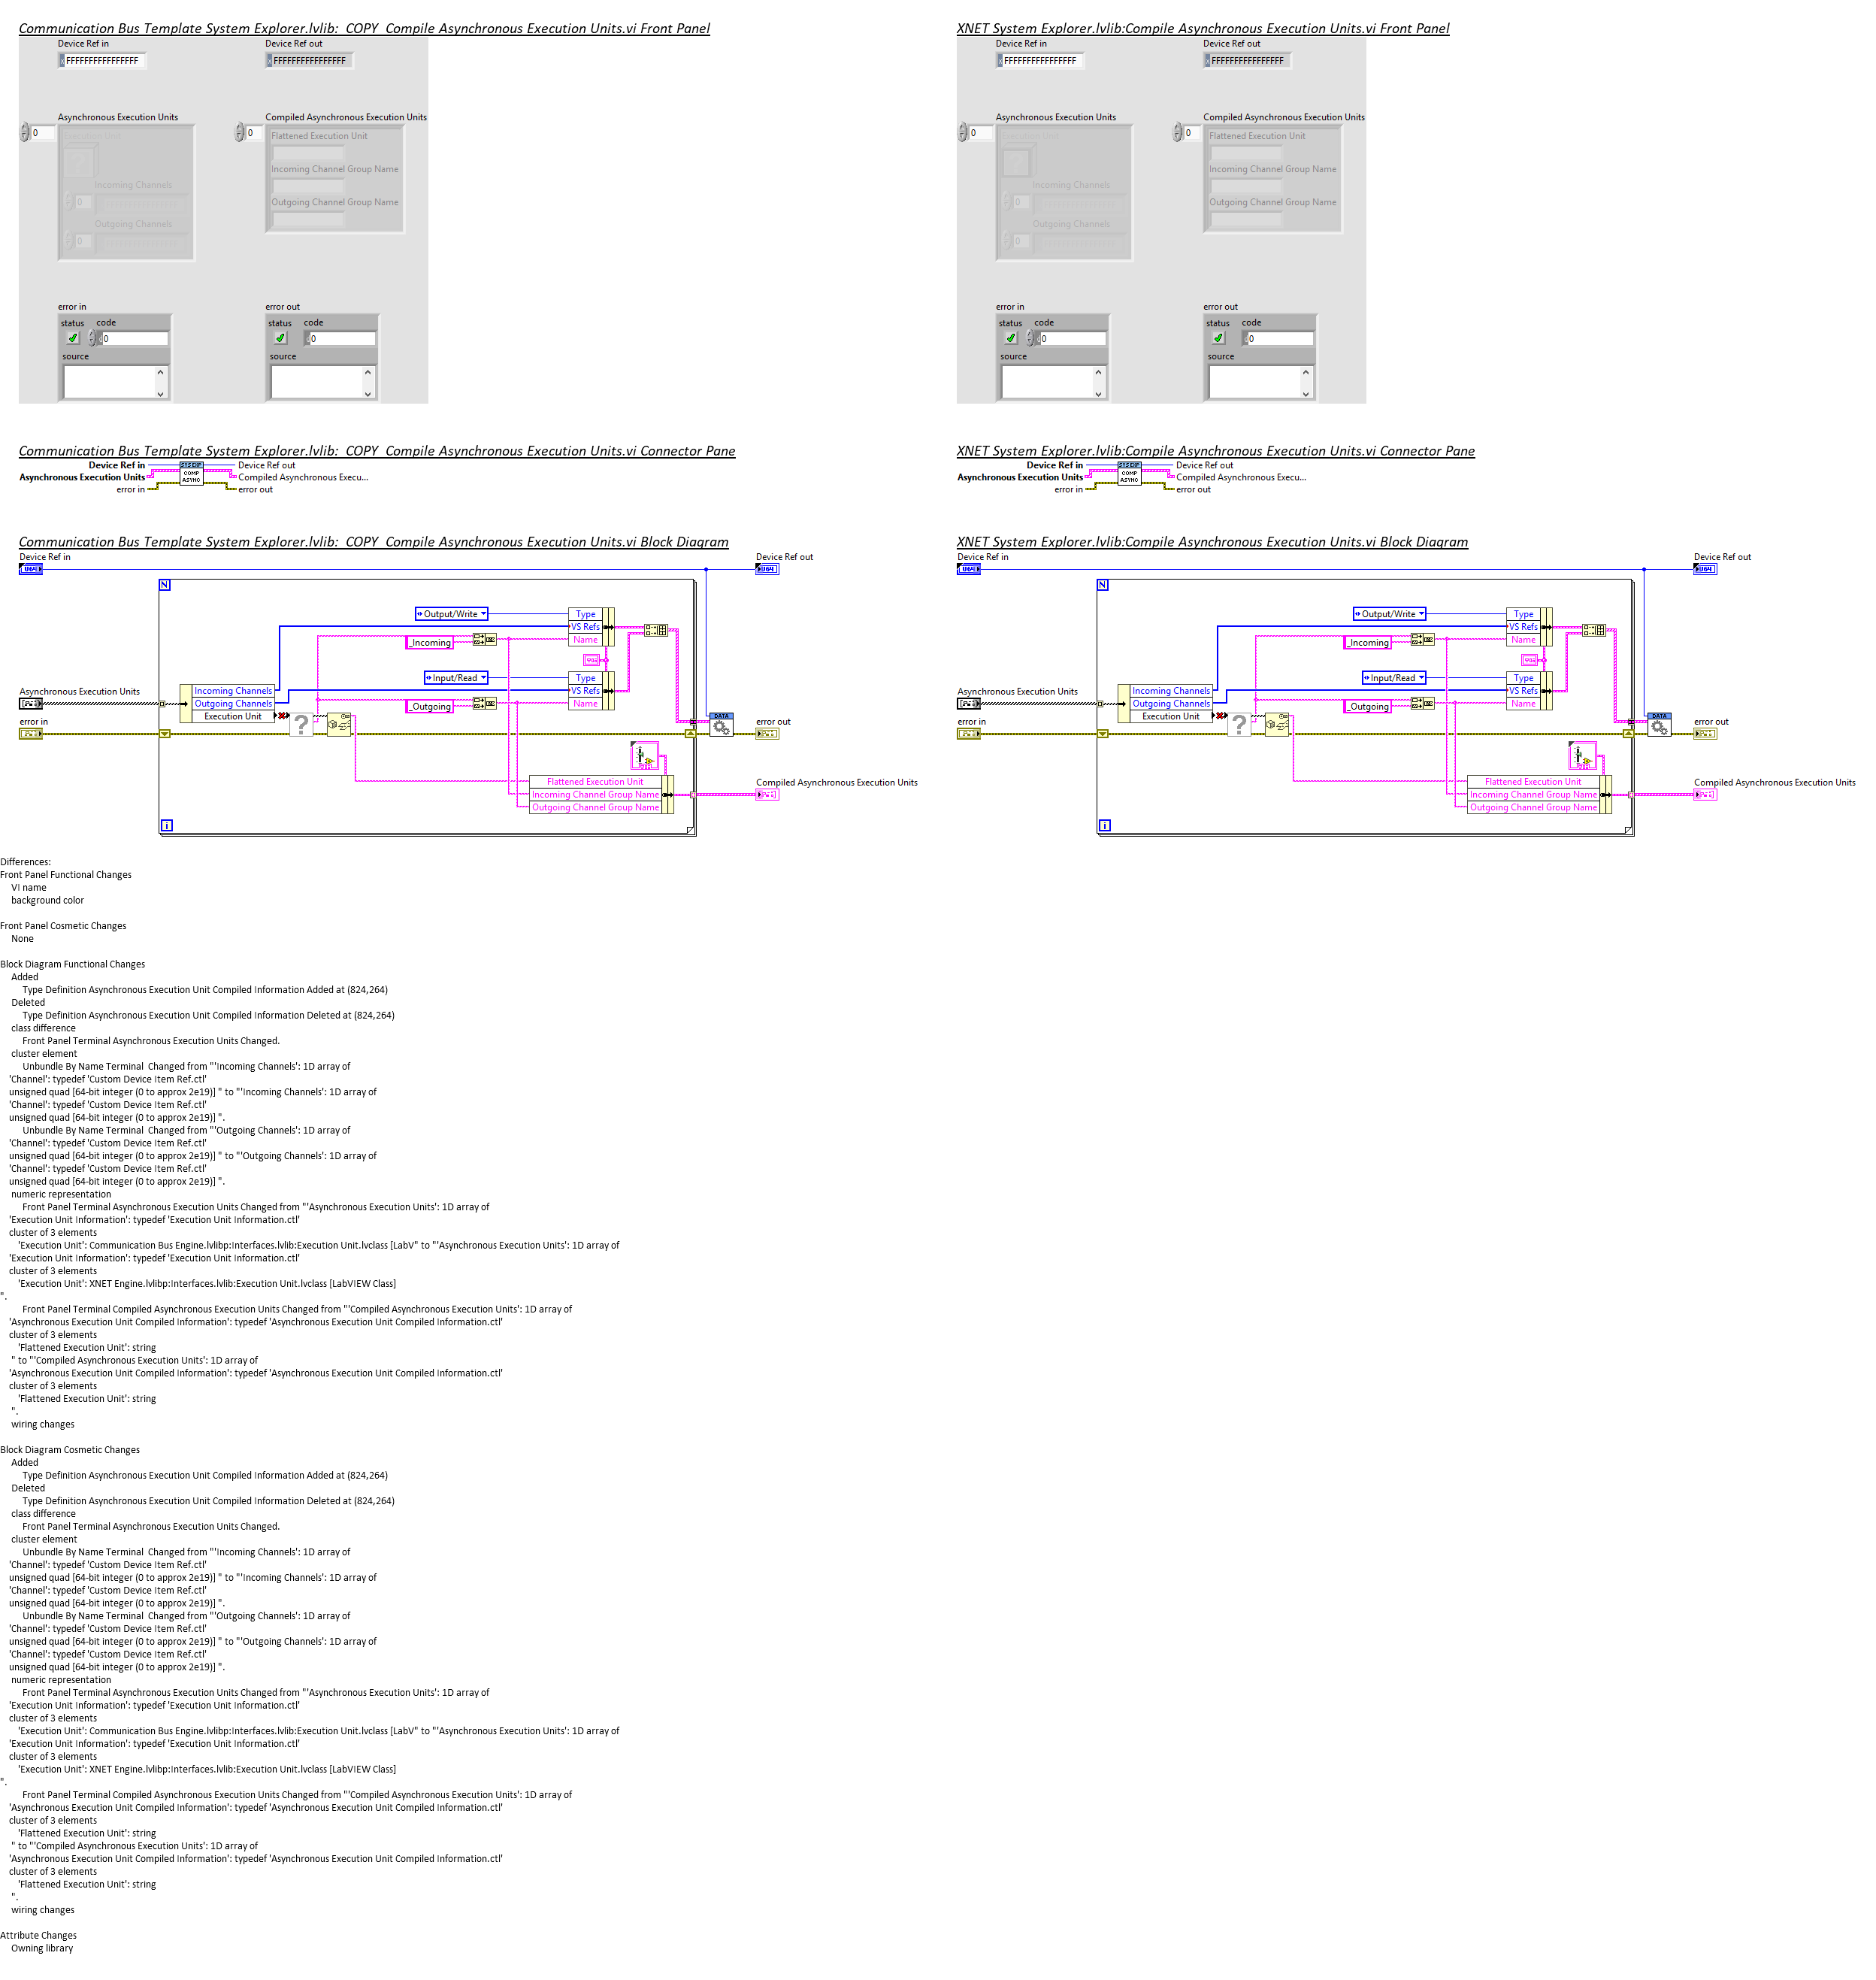 Communication Bus Template System Explorer.lvlib:  COPY  Compile Asynchronous Execution Units.vi Front Panel
Device Ref in
Device Ref out
FFFFFFFFFFFFFFFF
FFFFFFFFFFFFFFFF
Asynchronous Execution Units
Compiled Asynchronous Execution Units
0
0
Flattened Execution Unit
Incoming Channel Group Name
Incoming Channels
0
Outgoing Channel Group Name
Outgoing Channels
0
error in
error out
status code
status code
0
0
source
source
XNET System Explorer.lvlib:Compile Asynchronous Execution Units.vi Front Panel
Device Ref in
Device Ref out
FFFFFFFFFFFFFFFF
FFFFFFFFFFFFFFFF
Asynchronous Execution Units
Compiled Asynchronous Execution Units
0
0
Flattened Execution Unit
Incoming Channel Group Name
Incoming Channels
0
Outgoing Channel Group Name
Outgoing Channels
0
error in
error out
status code
status code
0
0
source
source
Communication Bus Template System Explorer.lvlib:  COPY  Compile Asynchronous Execution Units.vi Connector Pane
Device Ref in
Device Ref out
Asynchronous Execution Units
COMP ASYNC
Compiled Asynchronous Execu...
error in
error out
XNET System Explorer.lvlib:Compile Asynchronous Execution Units.vi Connector Pane
Device Ref in
Device Ref out
Asynchronous Execution Units
COMP ASYNC
Compiled Asynchronous Execu...
error in
error out
Communication Bus Template System Explorer.lvlib:  COPY  Compile Asynchronous Execution Units.vi Block Diagram
Device Ref in
Device Ref out
U64
U64
N
Output/Write
Type
VS Refs
_Incoming
Name
Input/Read
Type
Asynchronous Execution Units
Incoming Channels
VS Refs
Outgoing Channels
_Outgoing
Name
error in
Execution Unit
?
DATA
error out
Flattened Execution Unit
Compiled Asynchronous Execution Units
Incoming Channel Group Name
Outgoing Channel Group Name
i
XNET System Explorer.lvlib:Compile Asynchronous Execution Units.vi Block Diagram
Device Ref in
Device Ref out
U64
U64
N
Output/Write
Type
VS Refs
_Incoming
Name
Input/Read
Type
Asynchronous Execution Units
Incoming Channels
VS Refs
Outgoing Channels
_Outgoing
Name
error in
Execution Unit
?
DATA
error out
Flattened Execution Unit
Compiled Asynchronous Execution Units
Incoming Channel Group Name
Outgoing Channel Group Name
i
Differences:
Front Panel Functional Changes
VI name
background color
Front Panel Cosmetic Changes
None
Block Diagram Functional Changes
Added
Type Definition Asynchronous Execution Unit Compiled Information Added at (824,264)
Deleted
Type Definition Asynchronous Execution Unit Compiled Information Deleted at (824,264)
class difference
Front Panel Terminal Asynchronous Execution Units Changed.
cluster element
Unbundle By Name Terminal  Changed from "'Incoming Channels': 1D array of
'Channel': typedef 'Custom Device Item Ref.ctl'
unsigned quad [64-bit integer (0 to approx 2e19)] " to "'Incoming Channels': 1D array of
'Channel': typedef 'Custom Device Item Ref.ctl'
unsigned quad [64-bit integer (0 to approx 2e19)] ".
Unbundle By Name Terminal  Changed from "'Outgoing Channels': 1D array of
'Channel': typedef 'Custom Device Item Ref.ctl'
unsigned quad [64-bit integer (0 to approx 2e19)] " to "'Outgoing Channels': 1D array of
'Channel': typedef 'Custom Device Item Ref.ctl'
unsigned quad [64-bit integer (0 to approx 2e19)] ".
numeric representation
Front Panel Terminal Asynchronous Execution Units Changed from "'Asynchronous Execution Units': 1D array of
'Execution Unit Information': typedef 'Execution Unit Information.ctl'
cluster of 3 elements
'Execution Unit': Communication Bus Engine.lvlibp:Interfaces.lvlib:Execution Unit.lvclass [LabV" to "'Asynchronous Execution Units': 1D array of
'Execution Unit Information': typedef 'Execution Unit Information.ctl'
cluster of 3 elements
'Execution Unit': XNET Engine.lvlibp:Interfaces.lvlib:Execution Unit.lvclass [LabVIEW Class]
".
Front Panel Terminal Compiled Asynchronous Execution Units Changed from "'Compiled Asynchronous Execution Units': 1D array of
'Asynchronous Execution Unit Compiled Information': typedef 'Asynchronous Execution Unit Compiled Information.ctl'
cluster of 3 elements
'Flattened Execution Unit': string
" to "'Compiled Asynchronous Execution Units': 1D array of
'Asynchronous Execution Unit Compiled Information': typedef 'Asynchronous Execution Unit Compiled Information.ctl'
cluster of 3 elements
'Flattened Execution Unit': string
".
wiring changes
Block Diagram Cosmetic Changes
Added
Type Definition Asynchronous Execution Unit Compiled Information Added at (824,264)
Deleted
Type Definition Asynchronous Execution Unit Compiled Information Deleted at (824,264)
class difference
Front Panel Terminal Asynchronous Execution Units Changed.
cluster element
Unbundle By Name Terminal  Changed from "'Incoming Channels': 1D array of
'Channel': typedef 'Custom Device Item Ref.ctl'
unsigned quad [64-bit integer (0 to approx 2e19)] " to "'Incoming Channels': 1D array of
'Channel': typedef 'Custom Device Item Ref.ctl'
unsigned quad [64-bit integer (0 to approx 2e19)] ".
Unbundle By Name Terminal  Changed from "'Outgoing Channels': 1D array of
'Channel': typedef 'Custom Device Item Ref.ctl'
unsigned quad [64-bit integer (0 to approx 2e19)] " to "'Outgoing Channels': 1D array of
'Channel': typedef 'Custom Device Item Ref.ctl'
unsigned quad [64-bit integer (0 to approx 2e19)] ".
numeric representation
Front Panel Terminal Asynchronous Execution Units Changed from "'Asynchronous Execution Units': 1D array of
'Execution Unit Information': typedef 'Execution Unit Information.ctl'
cluster of 3 elements
'Execution Unit': Communication Bus Engine.lvlibp:Interfaces.lvlib:Execution Unit.lvclass [LabV" to "'Asynchronous Execution Units': 1D array of
'Execution Unit Information': typedef 'Execution Unit Information.ctl'
cluster of 3 elements
'Execution Unit': XNET Engine.lvlibp:Interfaces.lvlib:Execution Unit.lvclass [LabVIEW Class]
".
Front Panel Terminal Compiled Asynchronous Execution Units Changed from "'Compiled Asynchronous Execution Units': 1D array of
'Asynchronous Execution Unit Compiled Information': typedef 'Asynchronous Execution Unit Compiled Information.ctl'
cluster of 3 elements
'Flattened Execution Unit': string
" to "'Compiled Asynchronous Execution Units': 1D array of
'Asynchronous Execution Unit Compiled Information': typedef 'Asynchronous Execution Unit Compiled Information.ctl'
cluster of 3 elements
'Flattened Execution Unit': string
".
wiring changes
Attribute Changes
Owning library